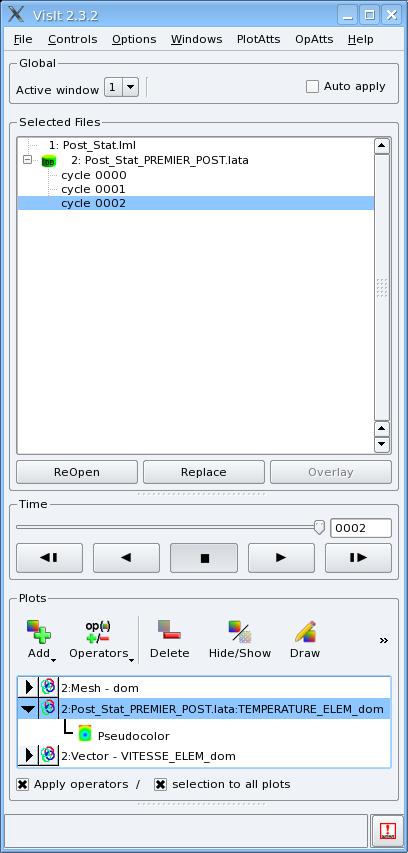 VisIt 2.3.2
File Controls Options Windows PlotAtts OpAtts Help
Global
Active window 1 Auto apply
Selected Files
1: Post_Stat.lml
2: Post_Stat_PREMIER_POST.lata
cycle 0000
cycle 0001
cycle 0002
ReOpen Replace Overlay
Time
0002
Plots
op( )
+/−
Add Operators Delete Hide/Show Draw »
2:Mesh - dom
2:Post_Stat_PREMIER_POST.lata:TEMPERATURE_ELEM_dom
Pseudocolor
2:Vector - VITESSE_ELEM_dom
Apply operators / selection to all plots